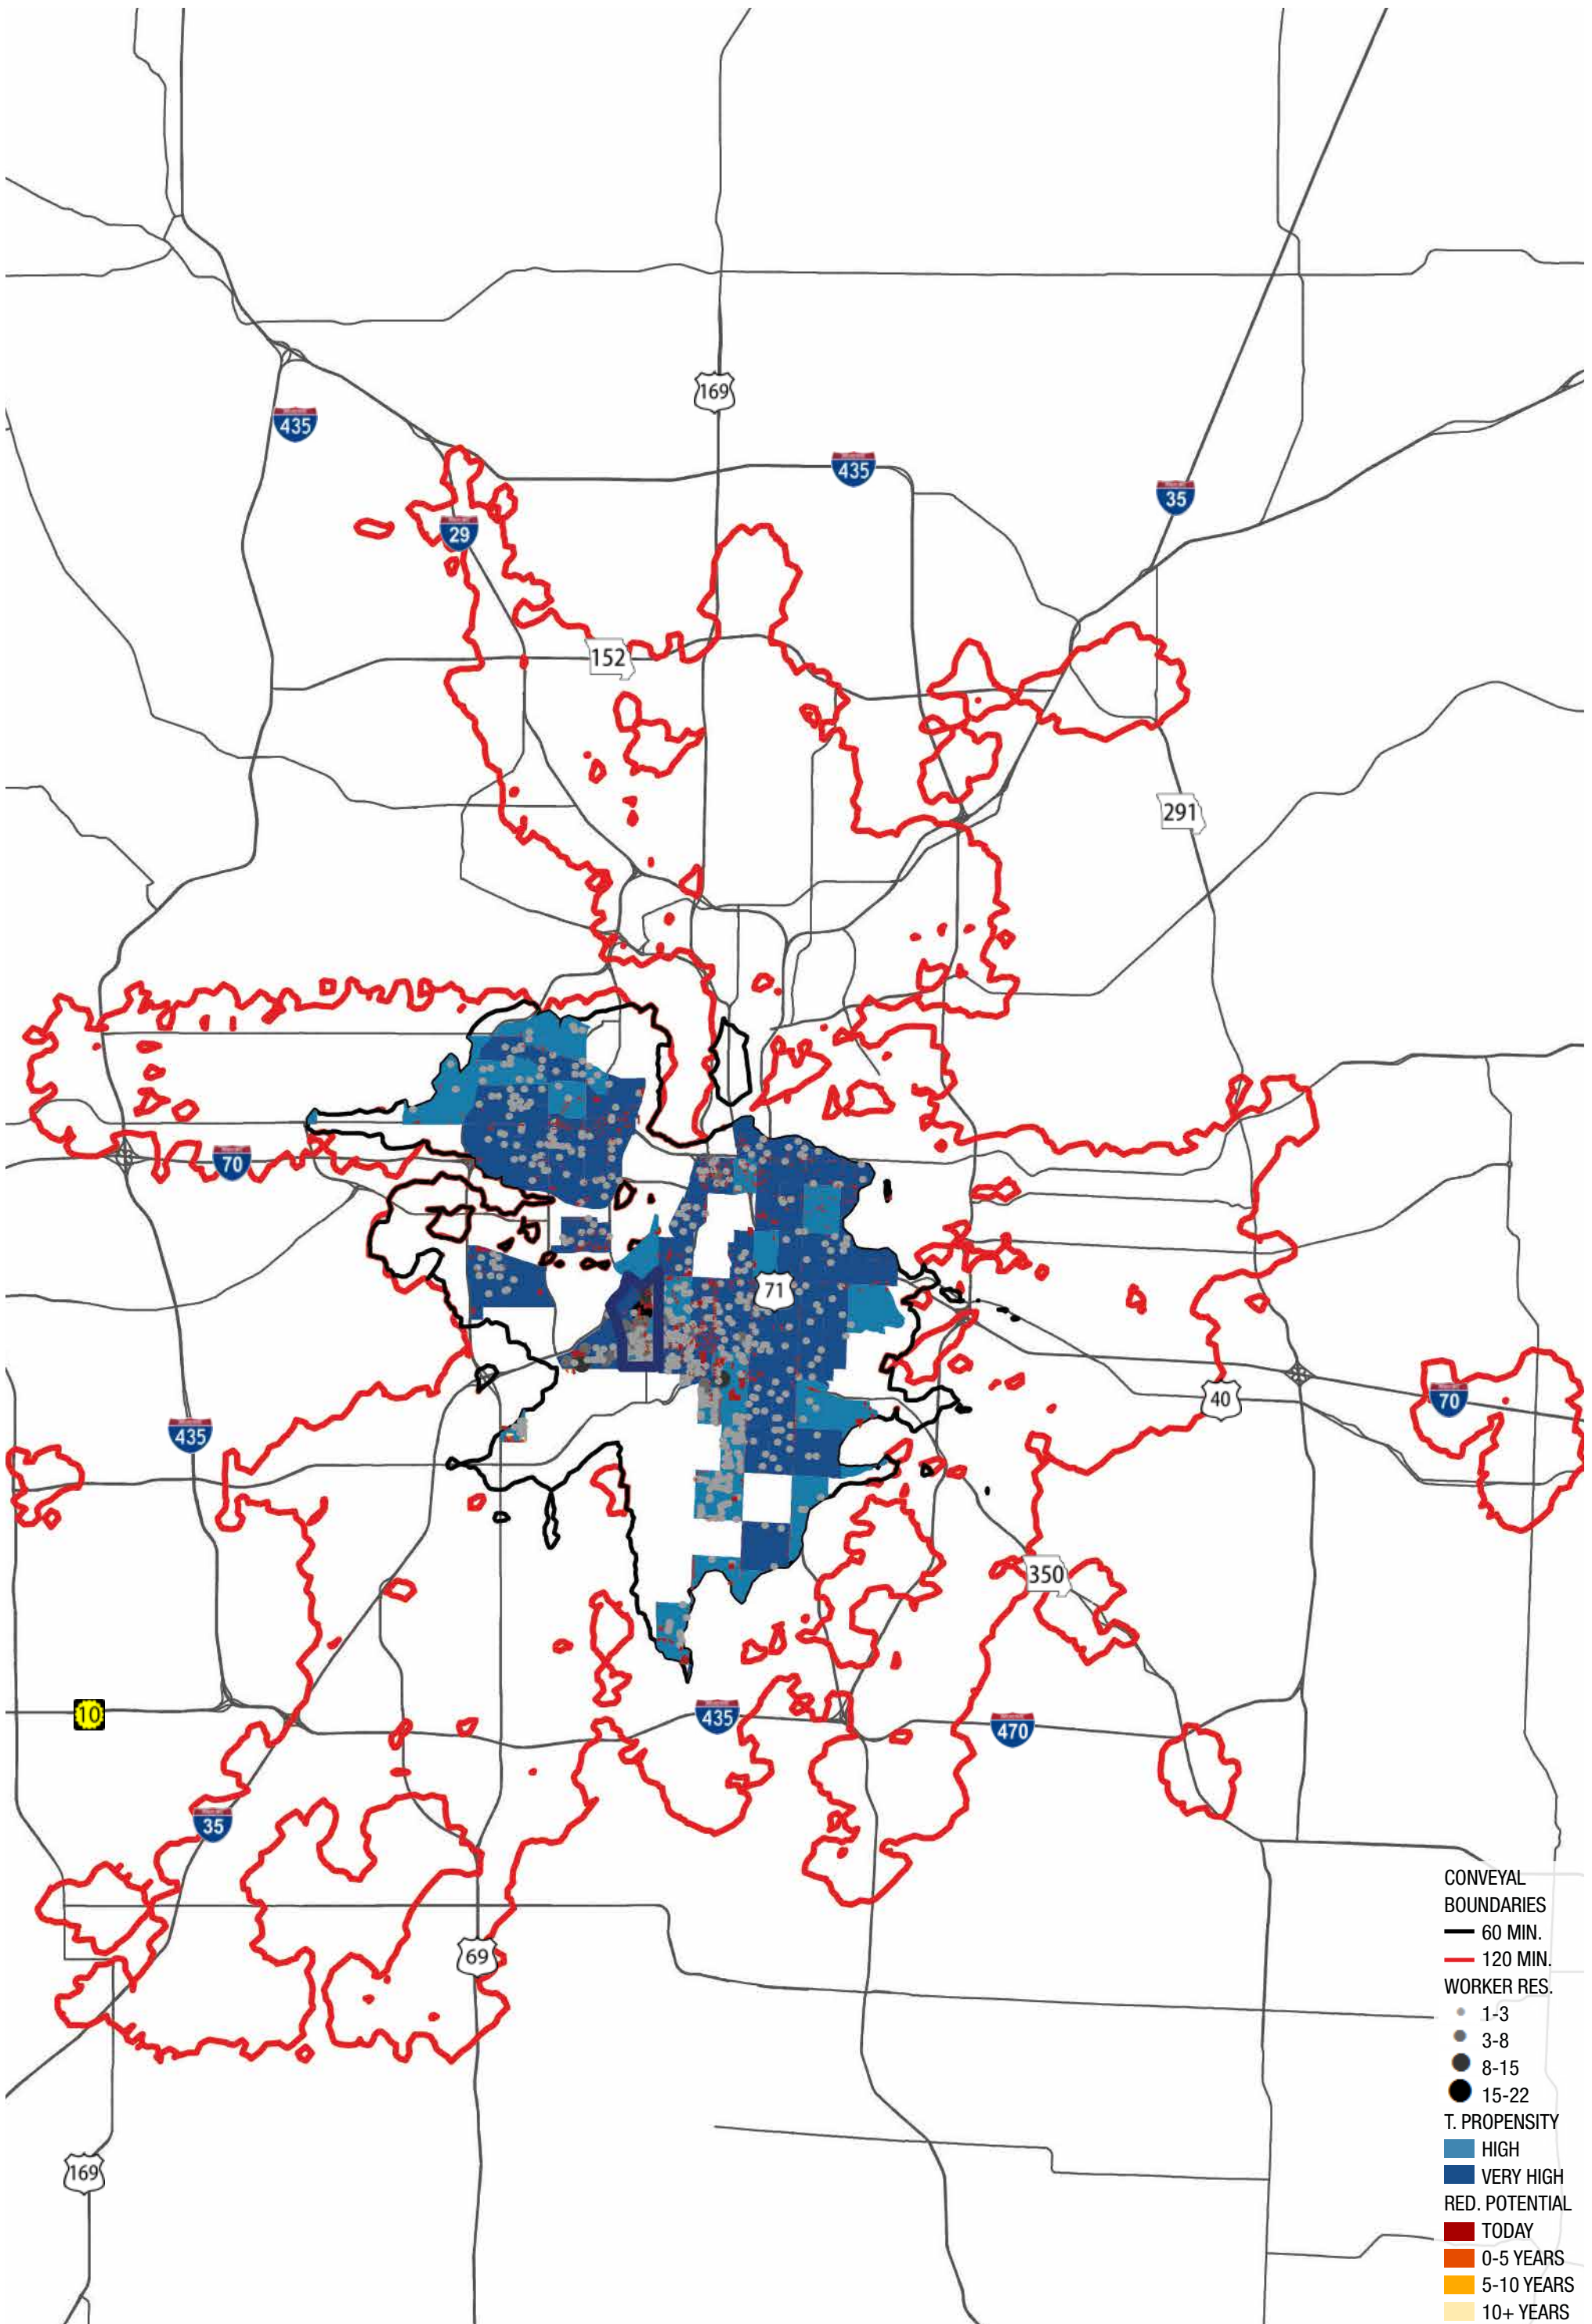 169
435
435
35
29
152
291
70
71
40
70
435
350
10
435
470
35
69
169
CONVEYAL
BOUNDARIES
60 MIN.
120 MIN.
WORKER RES.
1-3
3-8
8-15
15-22
T. PROPENSITY
HIGH
VERY HIGH
RED. POTENTIAL
TODAY
0-5 YEARS
5-10 YEARS
10+ YEARS